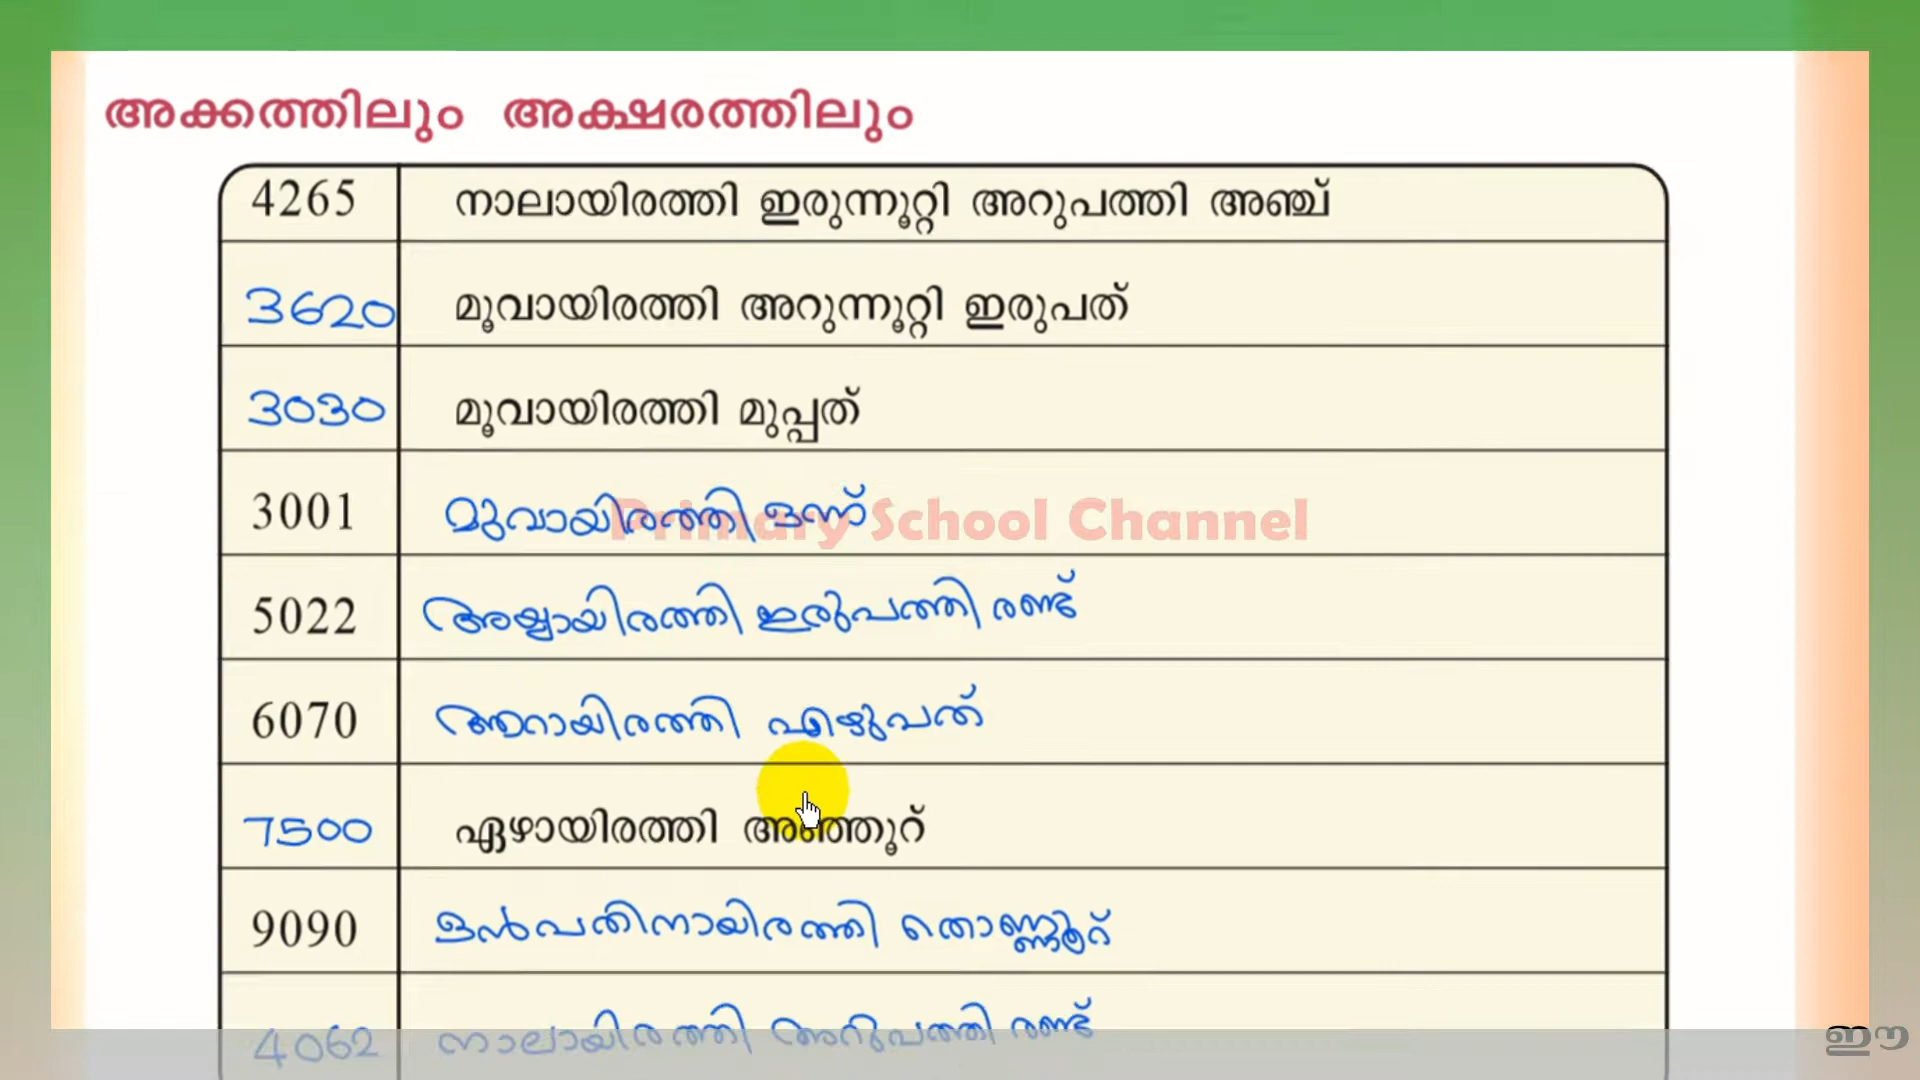 അക്കത്തിലും അക്ഷരത്തിലും
4265 നാലായിരത്തി ഇരുന്നൂറ്റി അറുപത്തി അഞ്ച്
3620 മൂവായിരത്തി അറുന്നൂറ്റി ഇരുപത്
3030 മൂവായിരത്തി മുപ്പത്
3001 മുവായിരത്തി ഒന്ന്
Primary School Channel
5022 അയ്യായിരത്തി ഇരുപത്തി രണ്ട്
6070 ആറായിരത്തി എഴുപത്
7500 ഏഴായിരത്തി അഞ്ഞൂറ്
9090 ഒൻപതിനായിരത്തി തൊണ്ണൂറ്
4062 നാലായിരത്തി അറുപത്തി രണ്ട്
ഈ